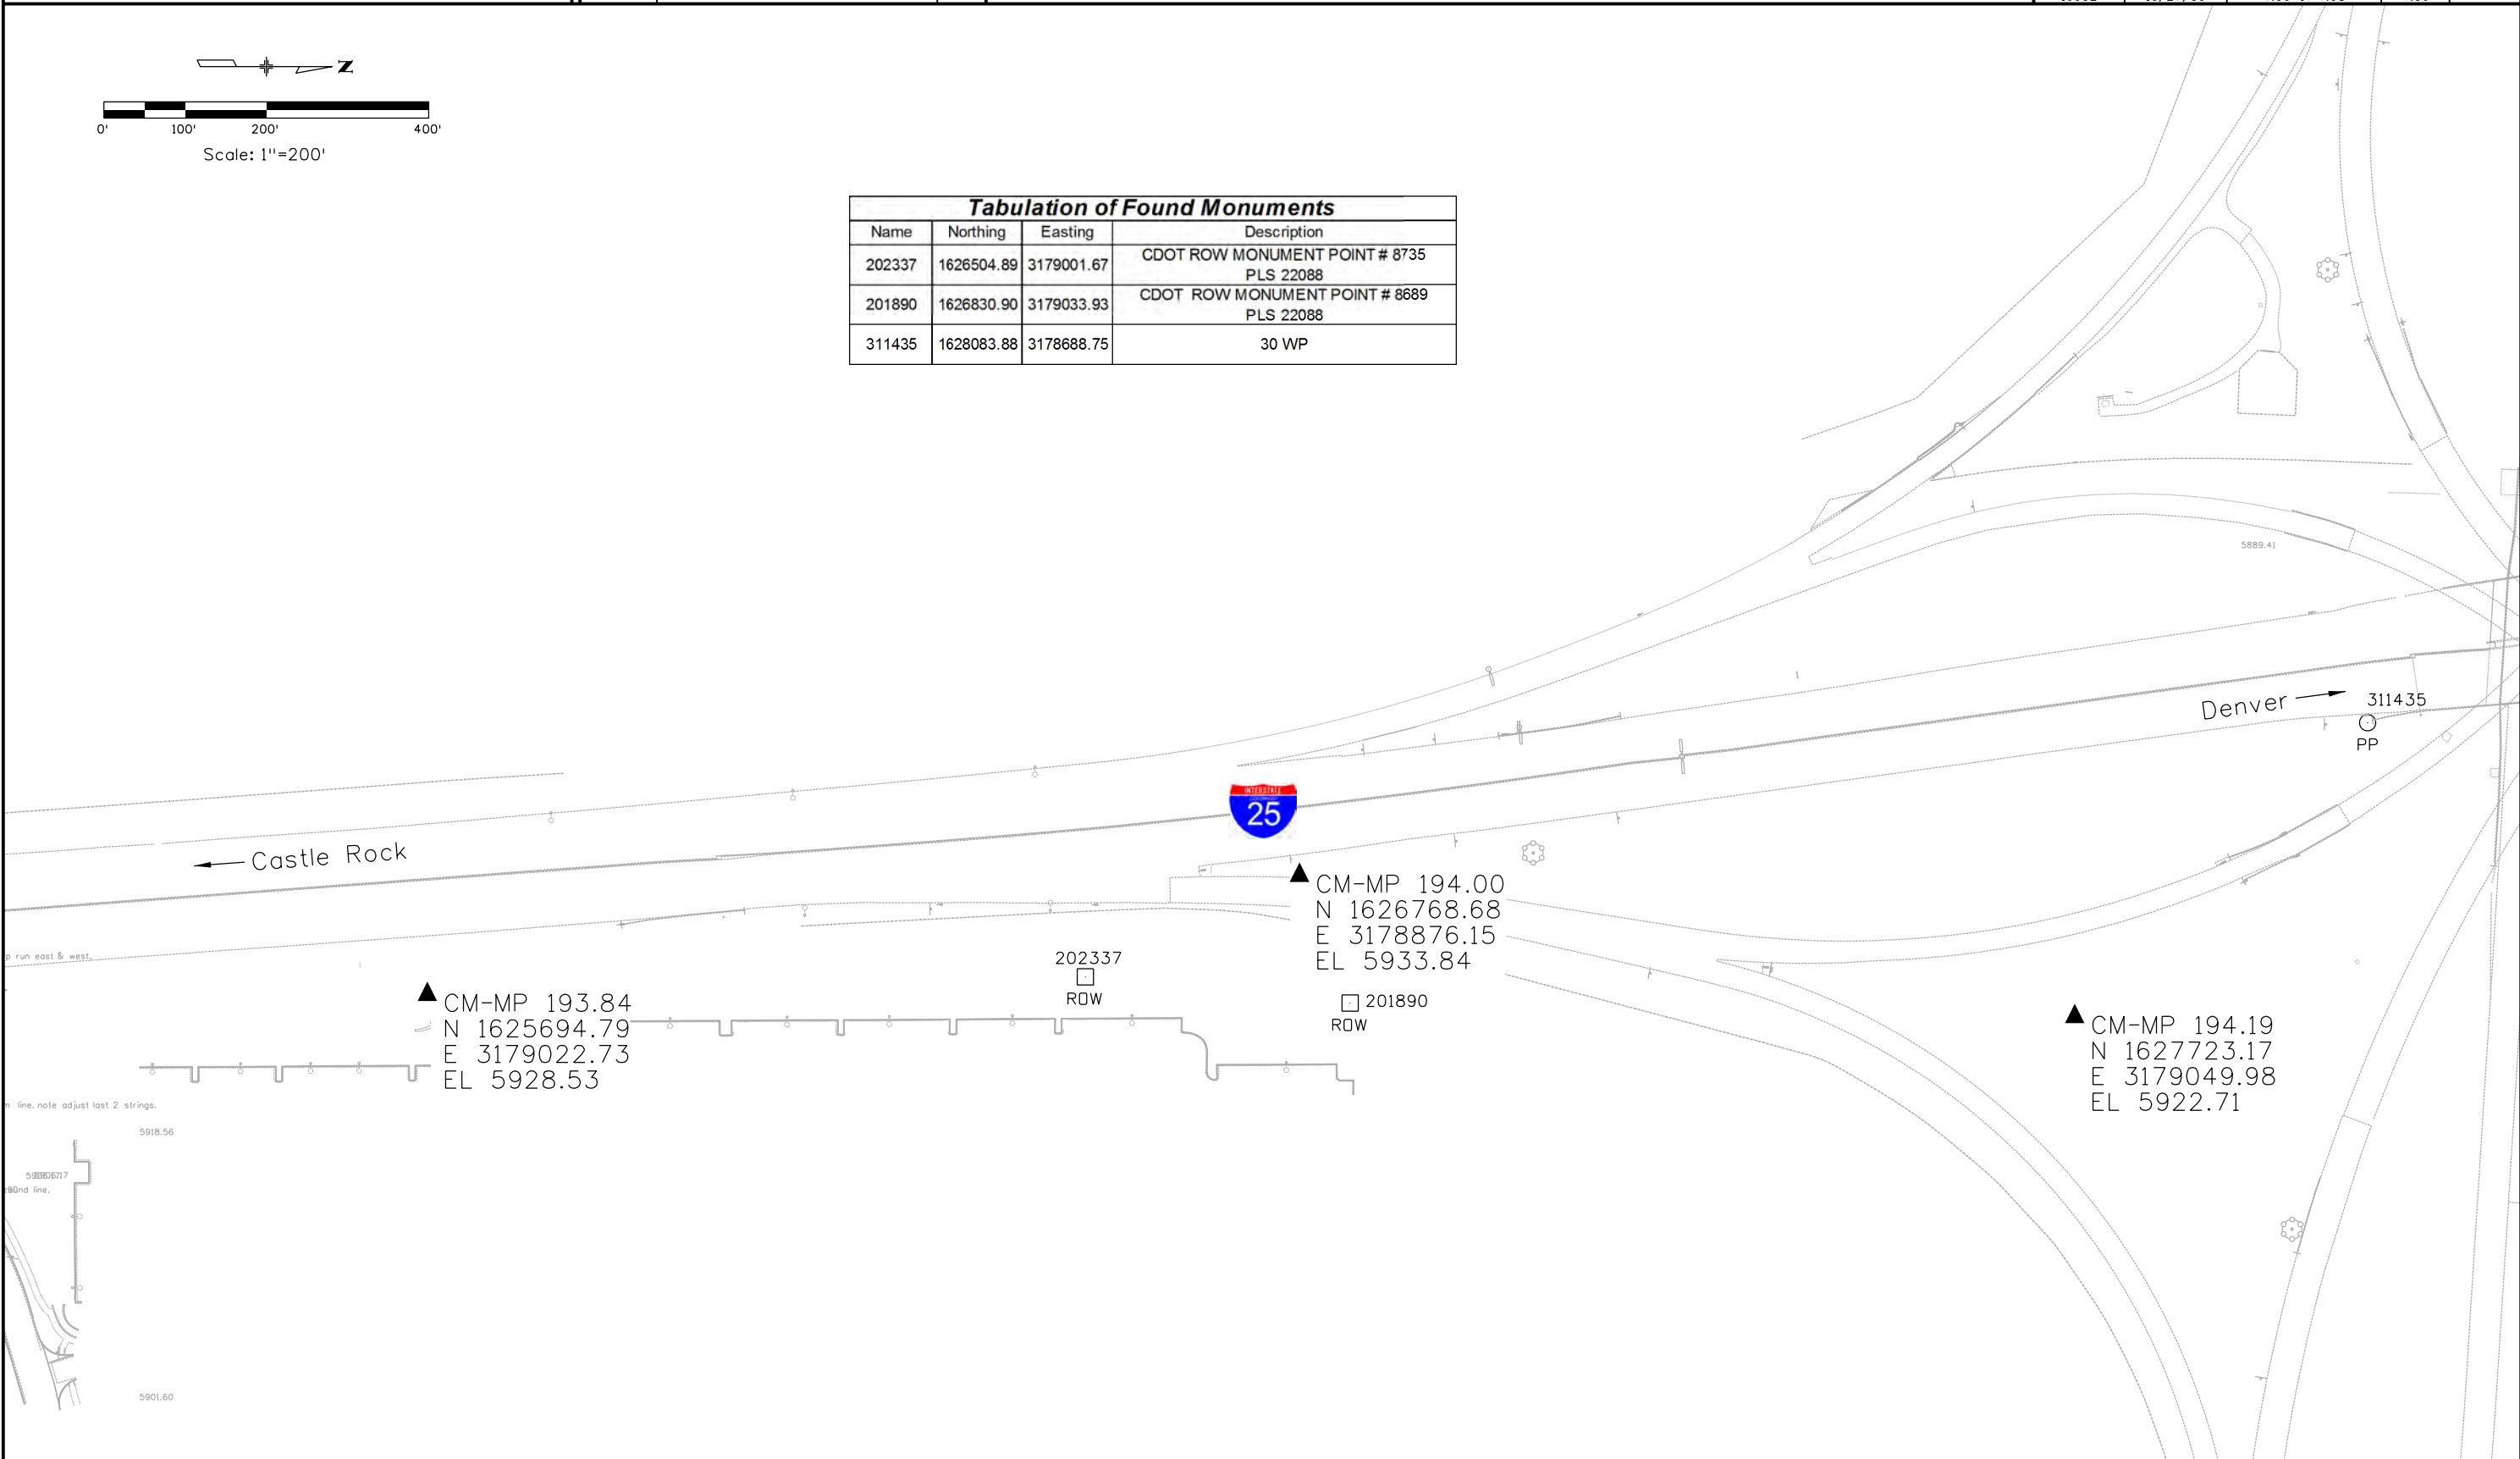 N
0' 100' 200' 400'
Scale: 1"=200'
Tabulation of Found Monuments
Name Northing Easting Description
202337 1626504.89 3179001.67 CDOT ROW MONUMENT POINT # 8735
PLS 22088
201890 1626830.90 3179033.93 CDOT ROW MONUMENT POINT # 8689
PLS 22088
311435 1628083.88 3178688.75 30 WP
5889.41
Denver
311435
PP
INTERSTATE
25
Castle Rock
CM-MP 194.00
N 1626768.68
E 3178876.15
EL 5933.84
p run east & west.
202337
ROW
201890
ROW
CM-MP 193.84
N 1625694.79
E 3179022.73
EL 5928.53
CM-MP 194.19
N 1627723.17
E 3179049.98
EL 5922.71
line. note adjust last 2 strings.
5918.56
line.
5901.60